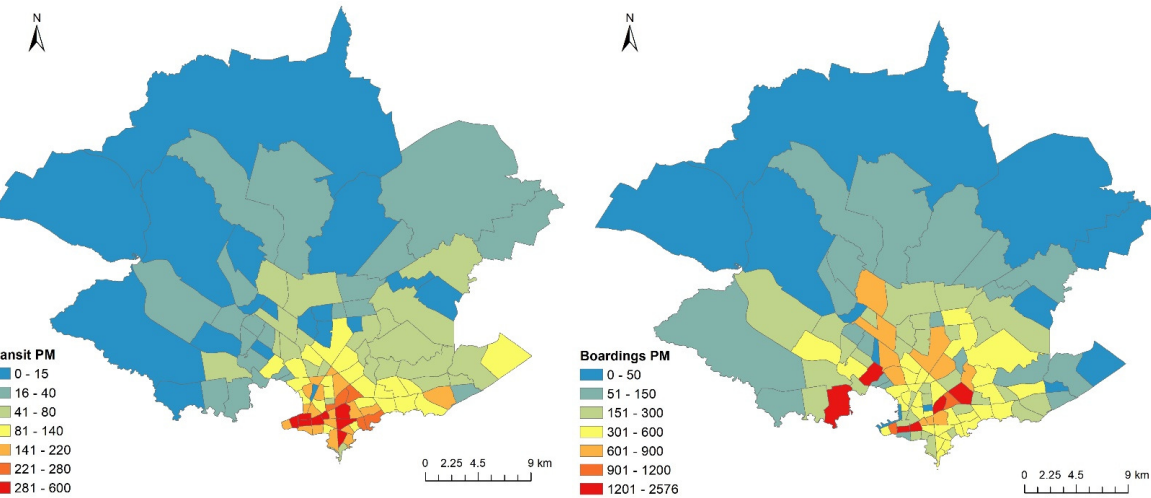 N
ansit PM
0 - 15
16 - 40
41 - 80
81 - 140
141 - 220
221 - 280
281 - 600
0 2.25 4.5 9 km
N
Boardings PM
0 - 50
51 - 150
151 - 300
301 - 600
601 - 900
901 - 1200
1201 - 2576
0 2.25 4.5 9 km